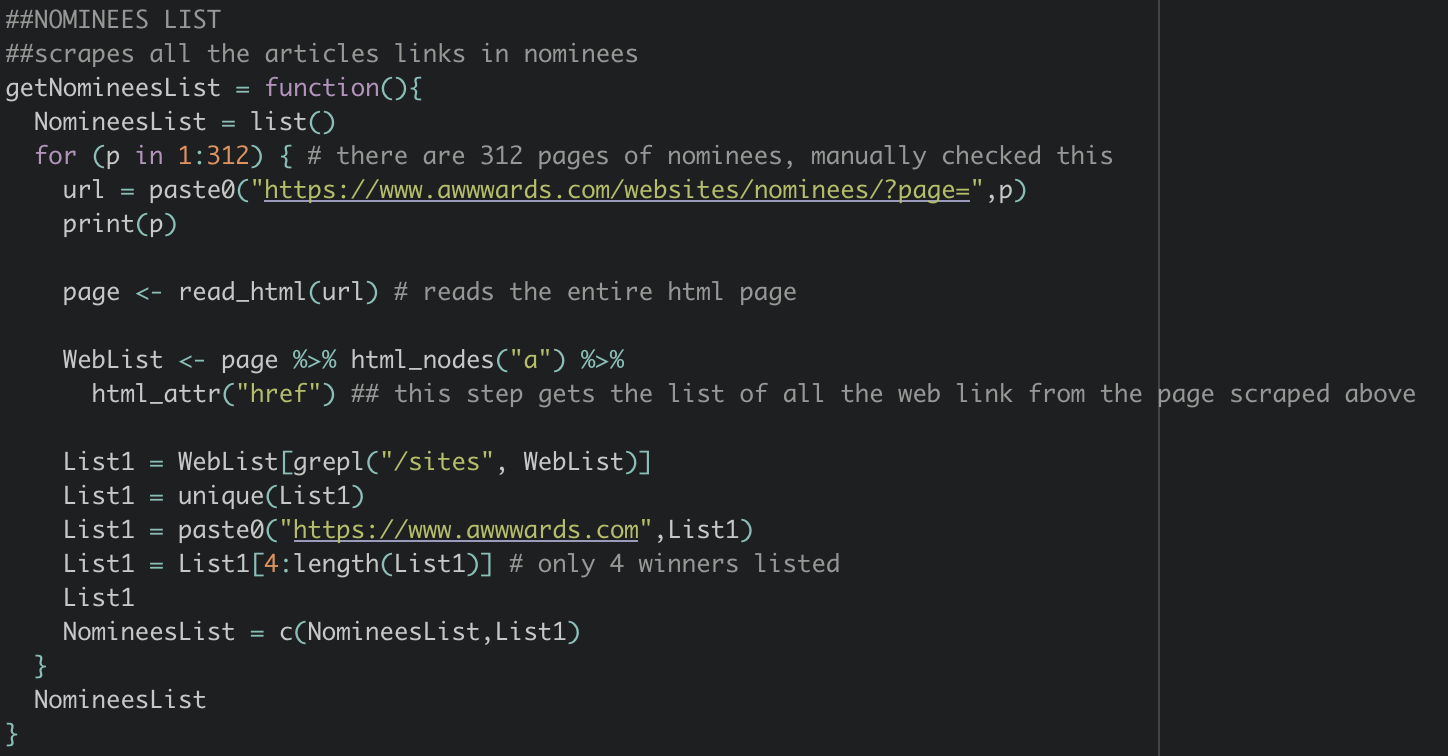 ##NOMINEES LIST
##scrapes all the articles links in nominees
getNomineesList = function(){
  NomineesList = list()
  for (p in 1:312) { # there are 312 pages of nominees, manually checked this
    url = paste0("https://www.awwwards.com/websites/nominees/?page=",p)
    print(p)

    page <- read_html(url) # reads the entire html page

    WebList <- page %>% html_nodes("a") %>%
      html_attr("href") ## this step gets the list of all the web link from the page scraped above

    List1 = WebList[grepl("/sites", WebList)]
    List1 = unique(List1)
    List1 = paste0("https://www.awwwards.com",List1)
    List1 = List1[4:length(List1)] # only 4 winners listed
    List1
    NomineesList = c(NomineesList,List1)
  }
  NomineesList
}